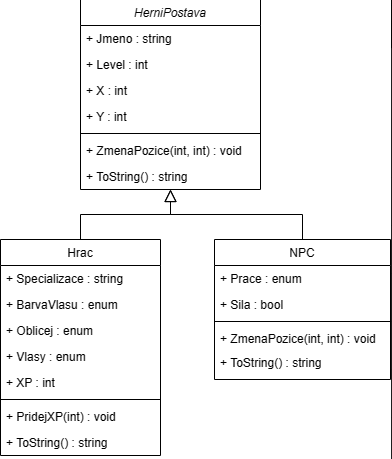 HerniPostava
+ Jmeno : string
+ Level : int
+ X : int
+ Y : int
+ ZmenaPozice(int, int) : void
+ ToString() : string
Hrac
+ Specializace : string
+ BarvaVlasu : enum
+ Oblicej : enum
+ Vlasy : enum
+ XP : int
+ PridejXP(int) : void
+ ToString() : string
NPC
+ Prace : enum
+ Sila : bool
+ ZmenaPozice(int, int) : void
+ ToString() : string